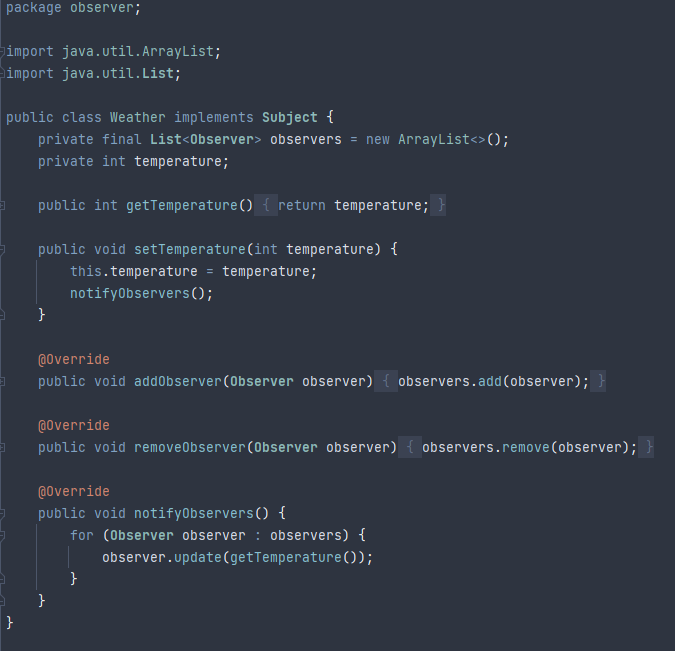 package observer;
import java.util.ArrayList;
import java.util.List;
public class Weather implements Subject {
private final List<Observer> observers = new ArrayList<>();
private int temperature;
public int getTemperature() { return temperature; }
public void setTemperature(int temperature) {
this.temperature = temperature;
notifyObservers();
}
@Override
public void addObserver(Observer observer) { observers.add(observer); }
@Override
public void removeObserver(Observer observer) { observers.remove(observer); }
@Override
public void notifyObservers() {
for (Observer observer : observers) {
observer.update(getTemperature());
}
}
}